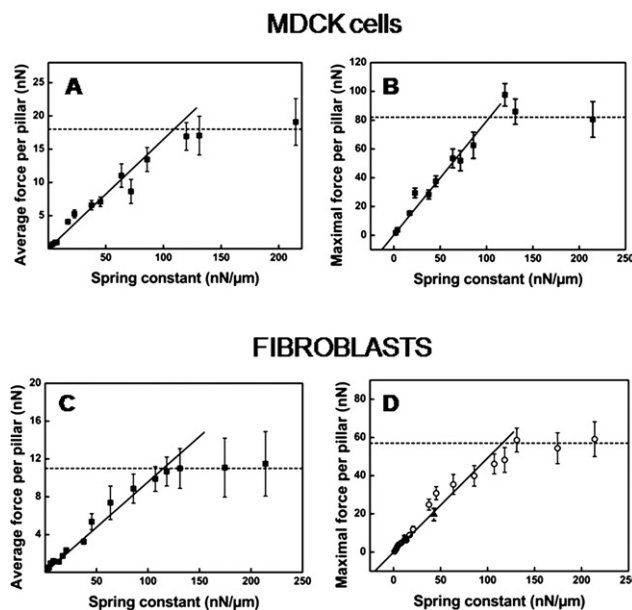 MDCK cells
A
Average force per pillar (nN)
25
20
15
10
5
0 50 100 150 200
Spring constant (nN/µm)
B
Maximal force per pillar (nN)
120
100
80
60
40
20
0
0 50 100 150 200 250
Spring constant (nN/µm)
FIBROBLASTS
C
Average force per pillar (nN)
20
16
12
8
4
0 50 100 150 200 250
Spring constant (nN/µm)
D
Maximal force per pillar (nN)
80
60
40
20
0
0 50 100 150 200 250
Spring constant (nN/µm)